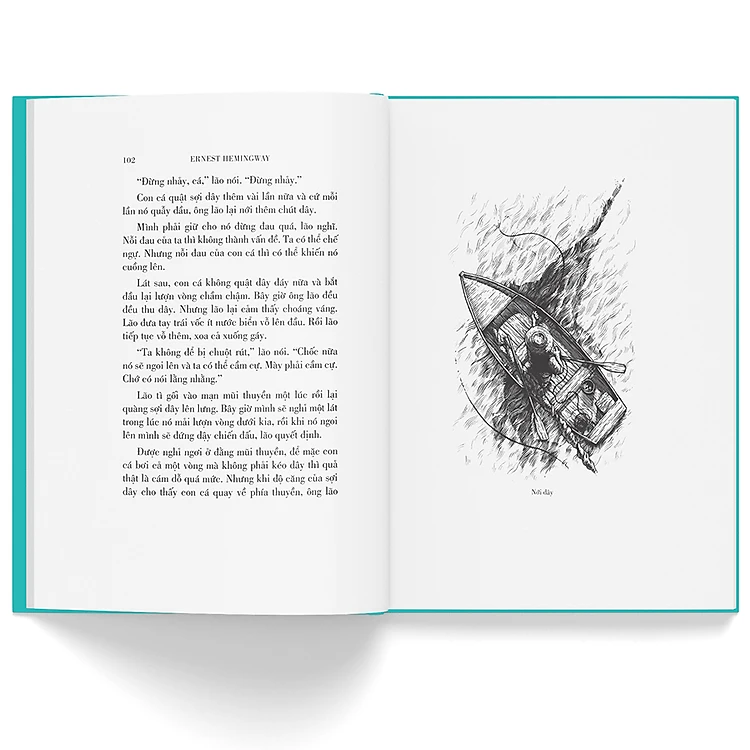 102 ERNEST HEMINGWAY
“Đừng nhảy, cá,” lão nói. “Đừng nhảy.”
Con cá quật sợi dây thêm vài lần nữa và cứ mỗi
lần nó quẫy đầu, ông lão lại nới thêm chút dây.
Mình phải giữ cho nó đừng đau quá, lão nghĩ.
Nỗi đau của ta thì không thành vấn đề. Ta có thể chế
ngự. Nhưng nỗi đau của con cá thì có thể khiến nó
cuồng lên.
Lát sau, con cá không quật dây đáy nữa và bắt
đầu lại lượn vòng chầm chậm. Bây giờ ông lão đều
đều thu dây. Nhưng lão lại cảm thấy choáng váng.
Lão đưa tay trái vốc ít nước biển vỗ lên đầu. Rồi lão
tiếp tục vỗ thêm, xoa cả xuống gáy.
“Ta không để bị chuột rút,” lão nói. “Chốc nữa
nó sẽ ngoi lên và ta có thể cầm cự. Mày phải cầm cự.
Chớ có nói lằng nhằng.”
Lão tì gối vào mạn mũi thuyền một lúc rồi lại
quàng sợi dây lên lưng. Bây giờ mình sẽ nghỉ một lát
trong lúc nó mải lượn vòng dưới kia, rồi khi nó ngoi
lên mình sẽ đứng dậy chiến đấu, lão quyết định.
Được nghỉ ngơi ở đằng mũi thuyền, để mặc con
cá bơi cả một vòng mà không phải kéo dây thì quả
thật là cám dỗ quá mức. Nhưng khi độ căng của sợi
dây cho thấy con cá quay về phía thuyền, ông lão
Nới dây